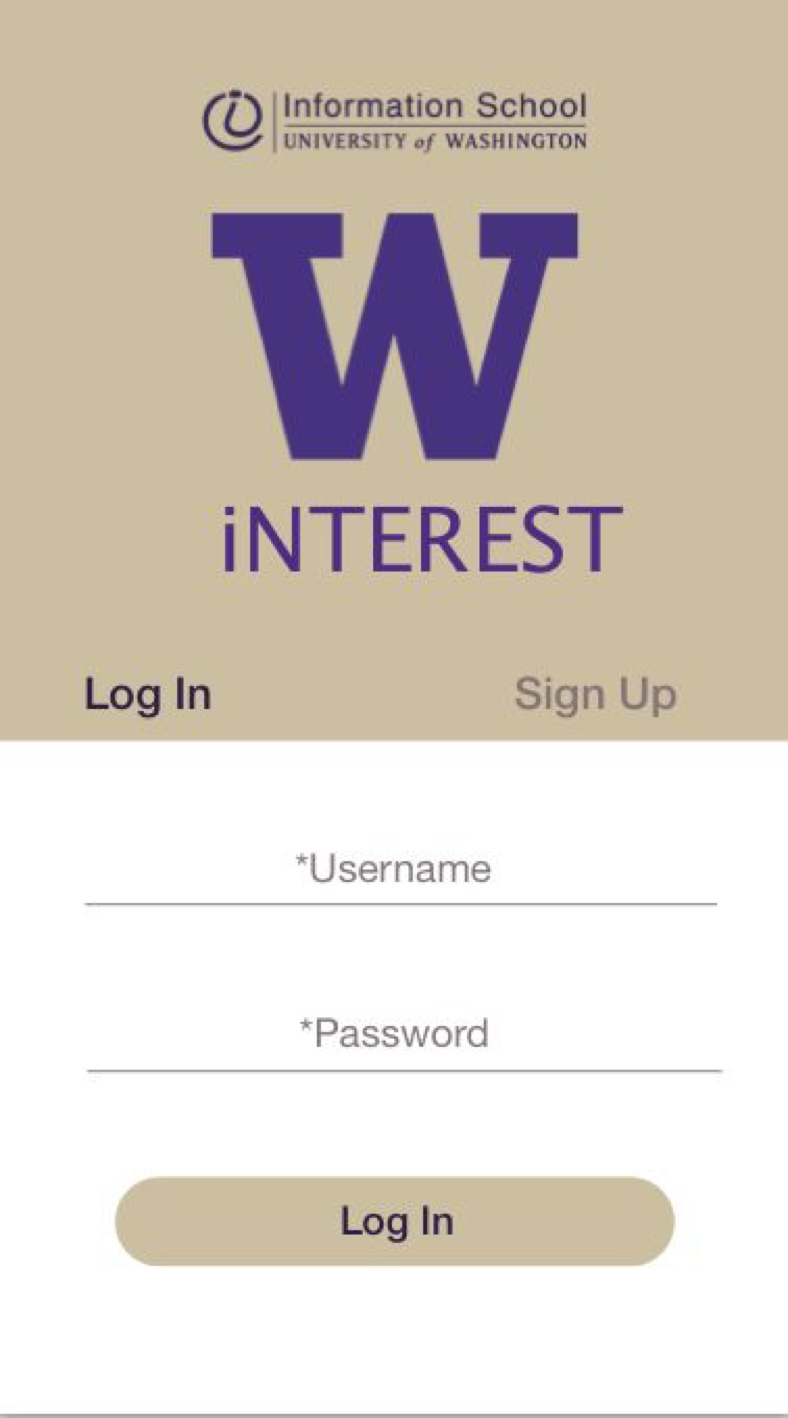 Information School
UNIVERSITY of WASHINGTON
W
iNTEREST
Log In
Sign Up
*Username
*Password
Log In